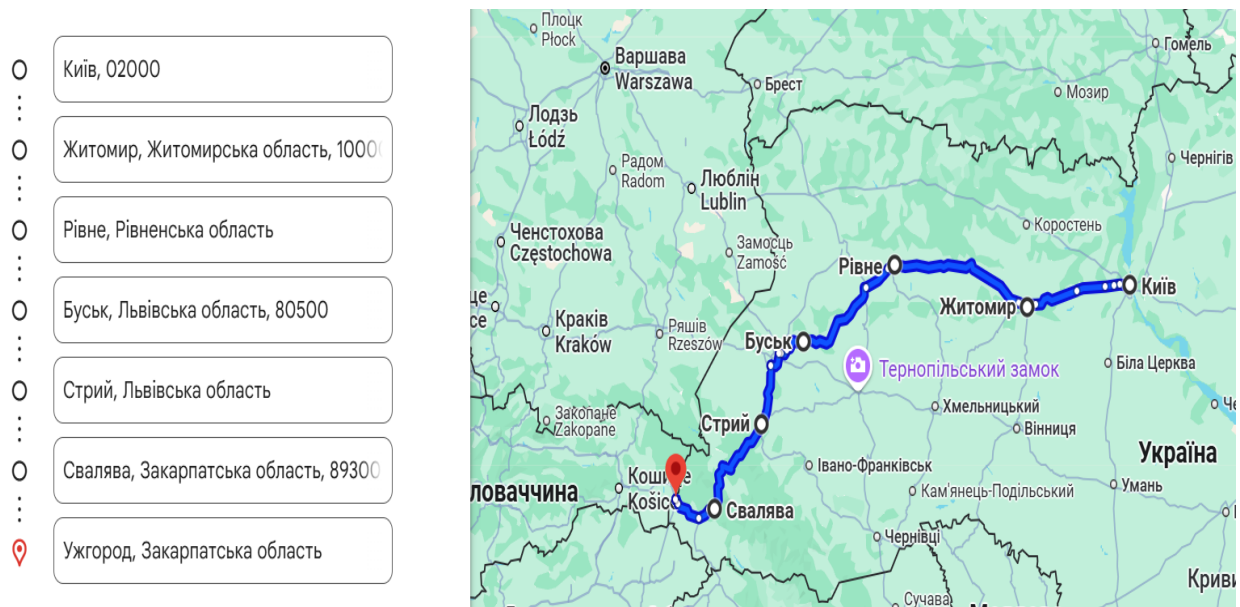 Київ, 02000
Житомир, Житомирська область, 1000
Рівне, Рівненська область
Буськ, Львівська область, 80500
Стрий, Львівська область
Свалява, Закарпатська область, 89300
Ужгород, Закарпатська область
Плоцк
Płock
Гомель
Варшава
Warszawa
Брест
Мозир
Лодзь
Łódź
Чернігів
Радом
Radom
Люблін
Lublin
Коростень
Ченстохова
Częstochowa
Замосць
Zamość
Рівне
Київ
Житомир
Краків
Kraków
Ряшів
Rzeszów
Буськ
Біла Церква
Тернопільський замок
Закопане
Zakopane
Стрий
Хмельницький
Вінниця
Україна
Івано-Франківськ
Košice
ловаччина
Кам'янець-Подільський
Умань
Свалява
Чернівці
Криви
Сучава